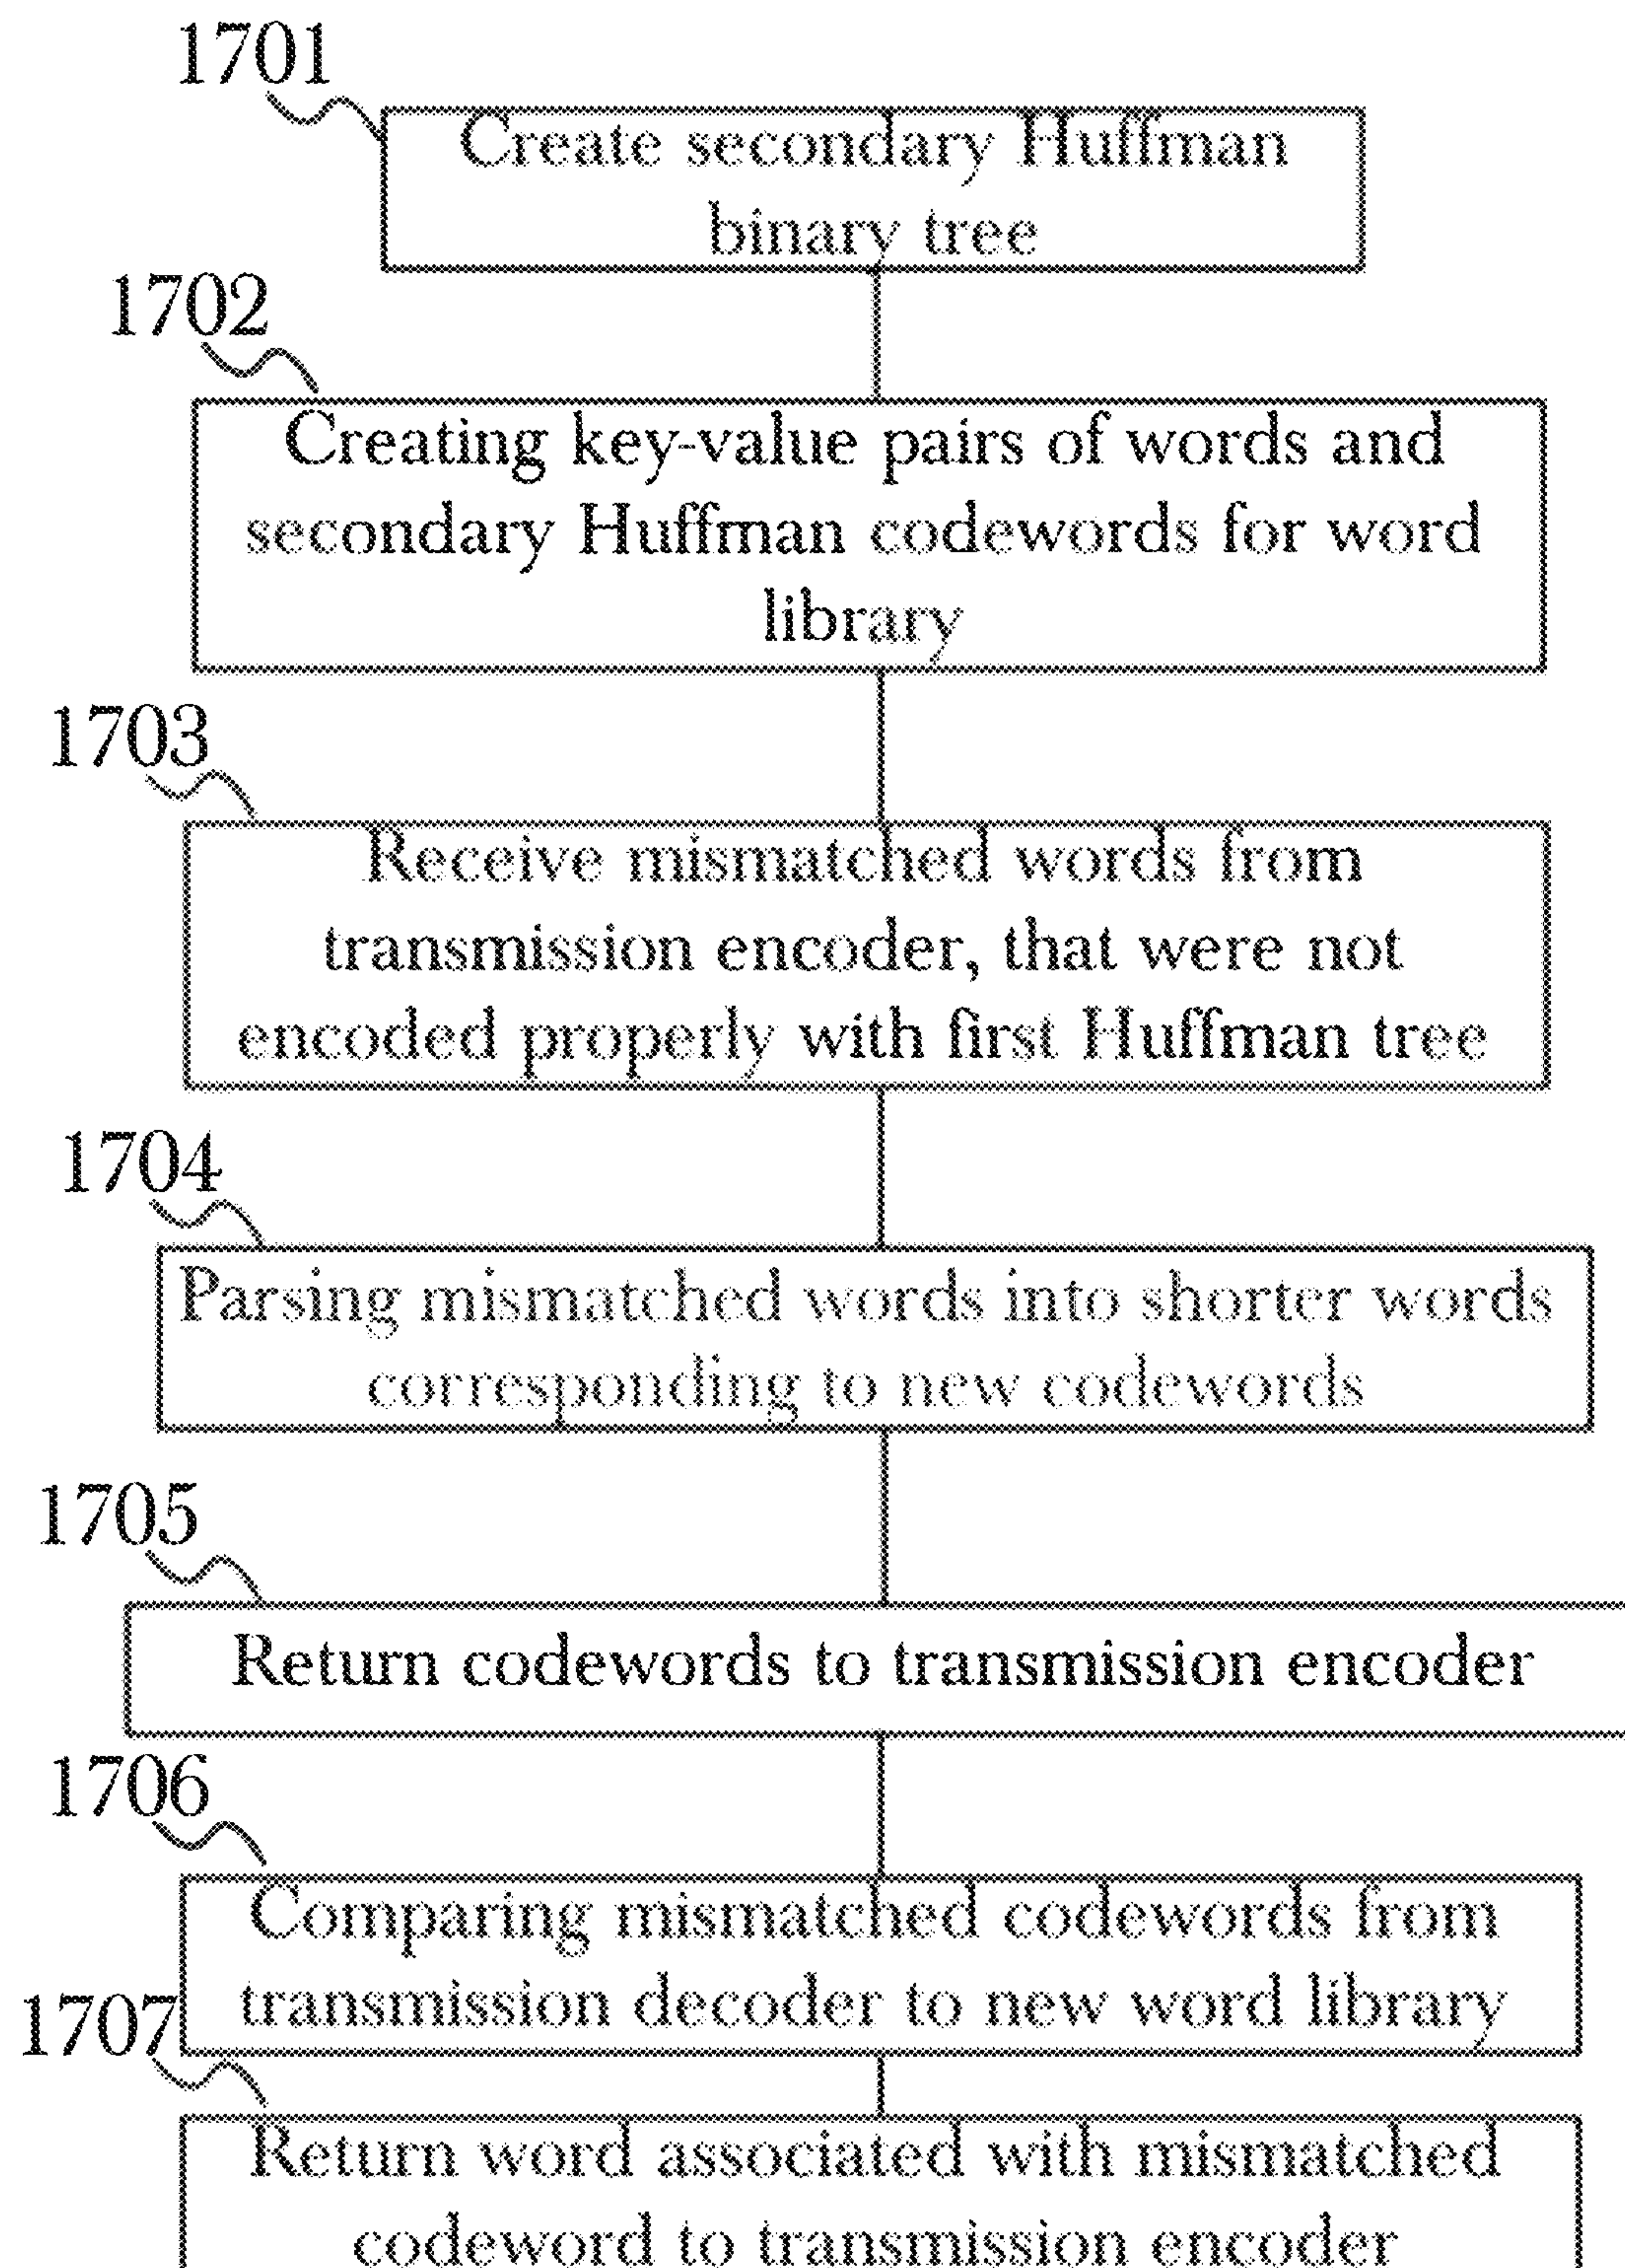 1701
Create secondary Huffman
binary tree
1702
Creating key-value pairs of words and
secondary Huffman codewords for word
library
1703
Receive mismatched words from
transmission encoder, that were not
encoded properly with first Huffman tree
1704
Parsing mismatched words into shorter words
corresponding to new codewords
1705
Return codewords to transmission encoder
1706
Comparing mismatched codewords from
transmission decoder to new word library
1707
Return word associated with mismatched
codeword to transmission encoder